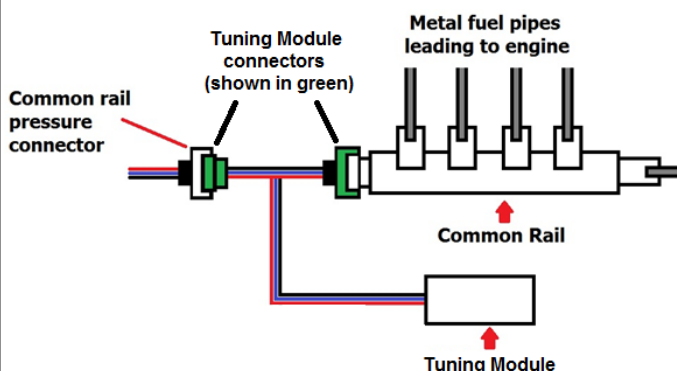 Metal fuel pipes
leading to engine
Tuning Module
connectors
(shown in green)
Common rail
pressure
connector
Common Rail
Tuning Module